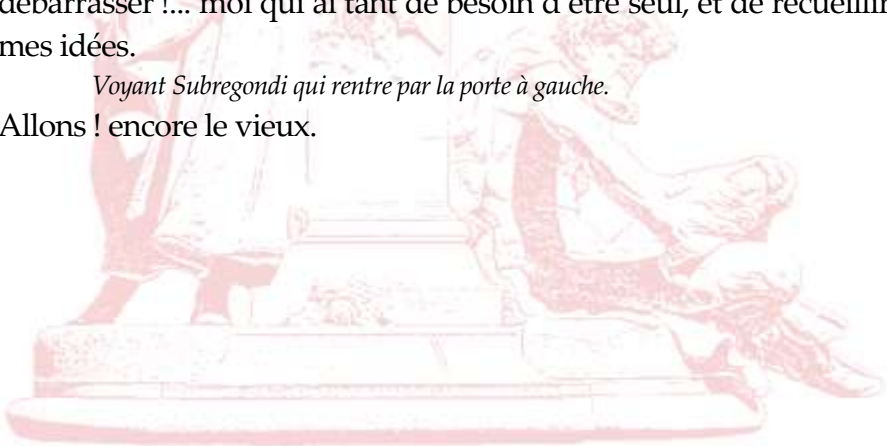 débarrasser !... moi qui ai tant de besoin d'être seul, et de recueillir
mes idées.
Voyant Subregondi qui rentre par la porte à gauche.
Allons ! encore le vieux.